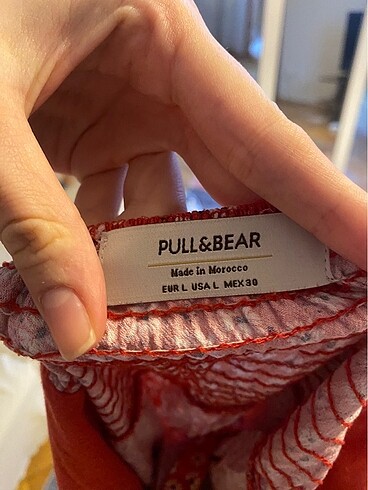 PULL&BEAR
Made in Morocco
EUR L USA L MEX 30